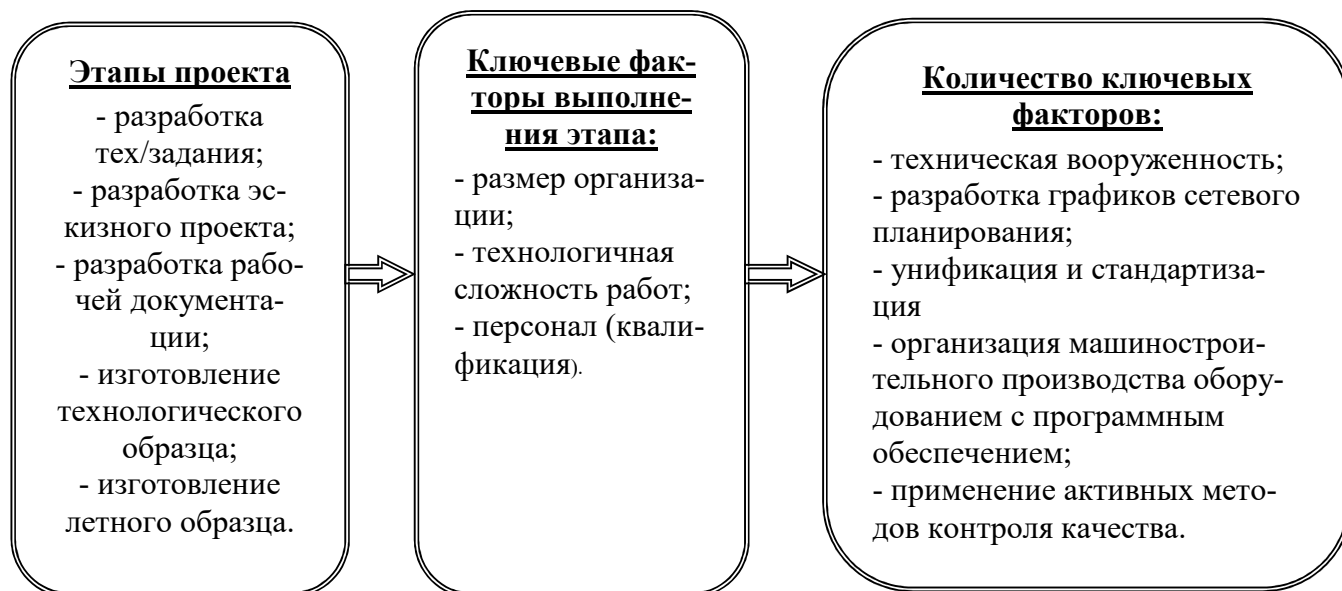 Этапы проекта
- разработка
тех/задания;
- разработка эс-
кизного проекта;
- разработка рабо-
чей документа-
ции;
- изготовление
технологического
образца;
- изготовление
летного образца.
Ключевые фак-
торы выполне-
ния этапа:
- размер организа-
ции;
- технологичная
сложность работ;
- персонал (квали-
фикация).
Количество ключевых
факторов:
- техническая вооруженность;
- разработка графиков сетевого
планирования;
- унификация и стандартиза-
ция
- организация машинострои-
тельного производства обору-
дованием с программным
обеспечением;
- применение активных мето-
дов контроля качества.